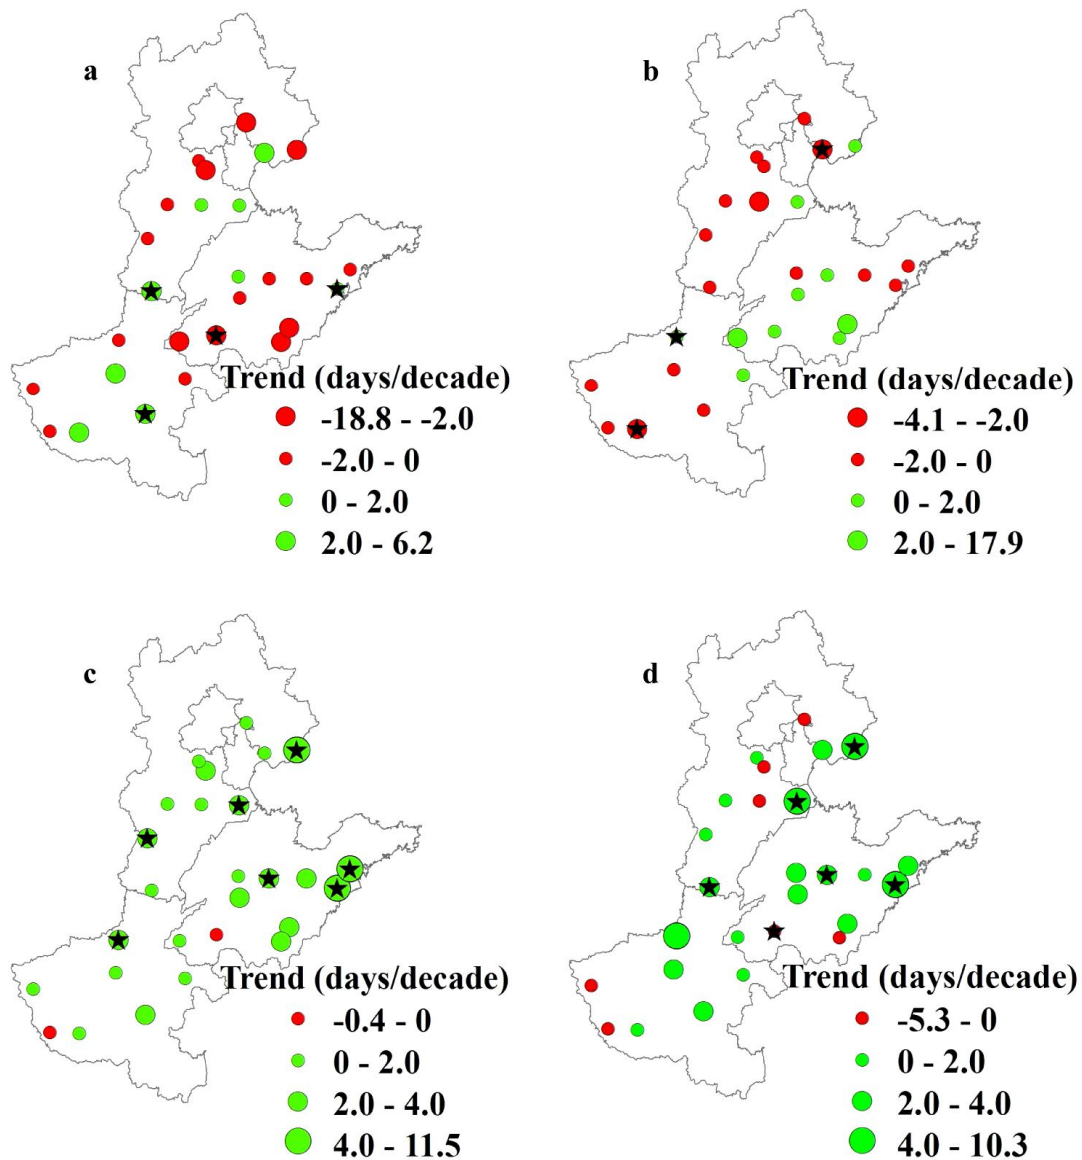 a
b
Trend (days/decade)
-18.8 - -2.0
-2.0 - 0
0 - 2.0
2.0 - 6.2
Trend (days/decade)
-4.1 - -2.0
-2.0 - 0
0 - 2.0
2.0 - 17.9
c
d
Trend (days/decade)
-0.4 - 0
0 - 2.0
2.0 - 4.0
4.0 - 11.5
Trend (days/decade)
-5.3 - 0
0 - 2.0
2.0 - 4.0
4.0 - 10.3